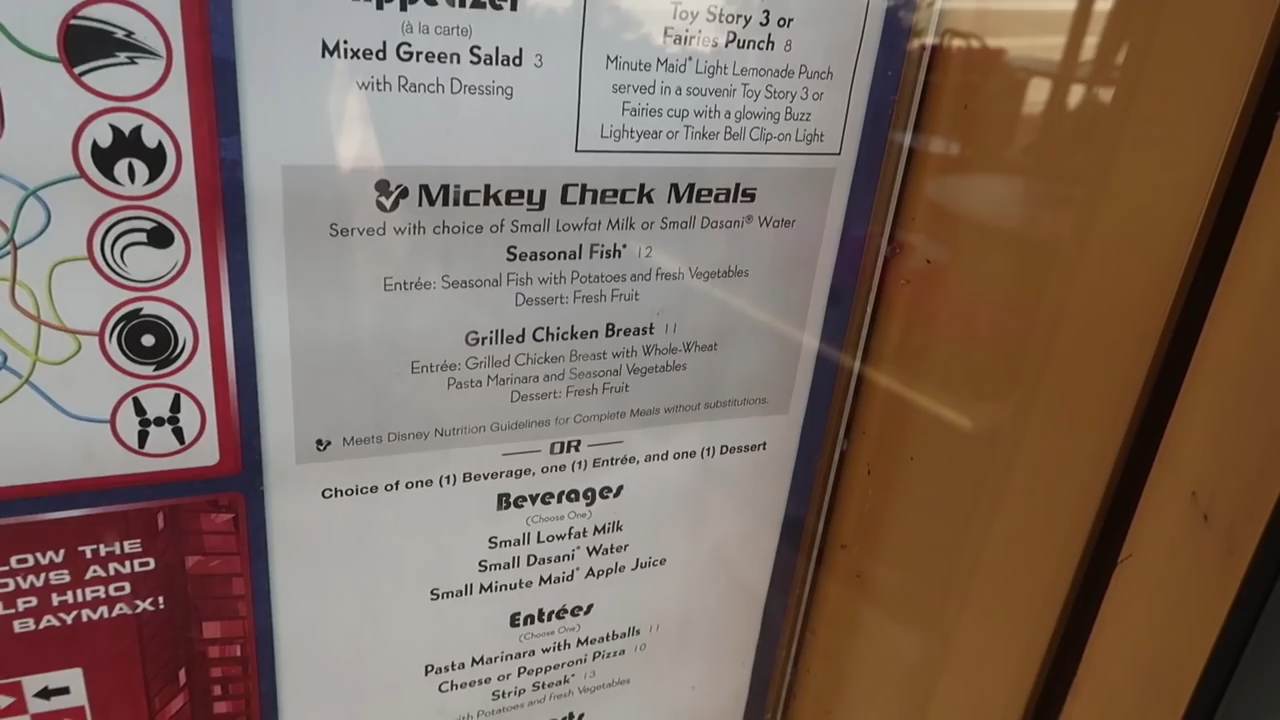 (à la carte)
Mixed Green Salad 3
with Ranch Dressing
Toy Story 3 or
Fairies Punch 8
Minute Maid® Light Lemonade Punch
served in a souvenir Toy Story 3 or
Fairies cup with a glowing Buzz
Lightyear or Tinker Bell Clip-on Light
Mickey Check Meals
Served with choice of Small Lowfat Milk or Small Dasani® Water
Seasonal Fish* 12
Entrée: Seasonal Fish with Potatoes and fresh Vegetables
Dessert: Fresh Fruit
Grilled Chicken Breast 11
Entrée: Grilled Chicken Breast with Whole-Wheat
Pasta Marinara and Seasonal Vegetables
Dessert: Fresh Fruit
Meets Disney Nutrition Guidelines for Complete Meals without substitutions.
OR
Choice of one (1) Beverage, one (1) Entrée, and one (1) Dessert
Beverages
(Choose One)
Small Lowfat Milk
Small Dasani® Water
Small Minute Maid® Apple Juice
Entrées
(Choose One)
Pasta Marinara with Meatballs 11
Cheese or Pepperoni Pizza 10
Strip Steak* 13
with Potatoes and fresh Vegetables
LOW THE
OWS AND
LP HIRO
BAYMAX!